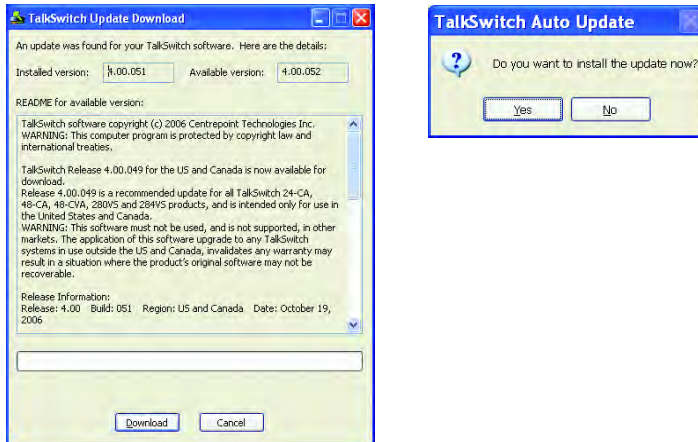 TalkSwitch Update Download
An update was found for your TalkSwitch software. Here are the details:
Installed version: 4.00.051 Available version: 4.00.052
README for available version:
TalkSwitch software copyright (c) 2006 Centrepoint Technologies Inc.
WARNING: This computer program is protected by copyright law and
international treaties.
TalkSwitch Release 4.00.049 for the US and Canada is now available for
download.
Release 4.00.049 is a recommended update for all TalkSwitch 24-CA,
48-CA, 48-CVA, 280VS and 284VS products, and is intended only for use in
the United States and Canada.
WARNING: This software must not be used, and is not supported, in other
markets. The application of this software upgrade to any TalkSwitch
systems in use outside the US and Canada, invalidates any warranty may
result in a situation where the product's original software may not be
recoverable.
Release Information:
Release: 4.00 Build: 051 Region: US and Canada Date: October 19,
2006
Download Cancel
TalkSwitch Auto Update
Do you want to install the update now?
Yes No